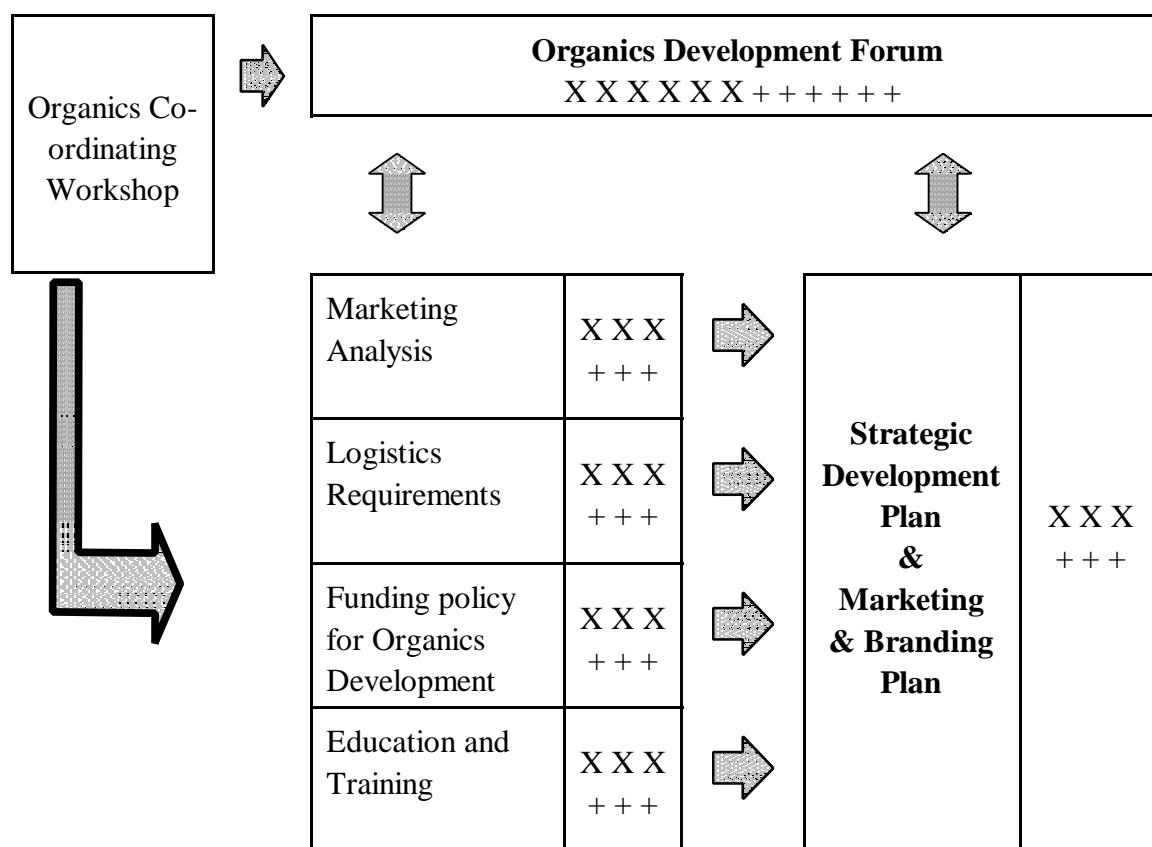 Organics Co-
ordinating
Workshop
Organics Development Forum
X X X X X X + + + + + +
Marketing
Analysis
X X X
+ + +
Logistics
Requirements
X X X
+ + +
Funding policy
for Organics
Development
X X X
+ + +
Education and
Training
X X X
+ + +
Strategic
Development
Plan
&
Marketing
& Branding
Plan
X X X
+ + +